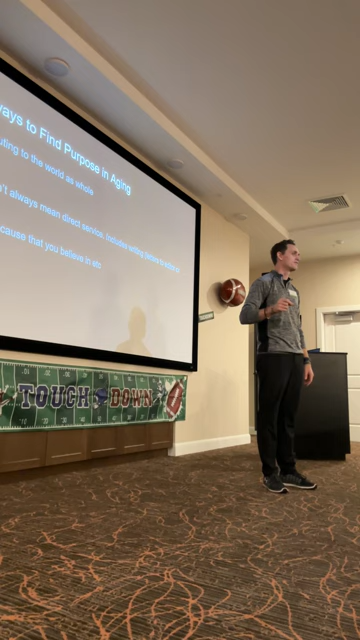 ays to Find Purpose in Aging
uting to the world as whole
't always mean direct service. Includes writing
cause that you believe in etc
TOUCH DOWN